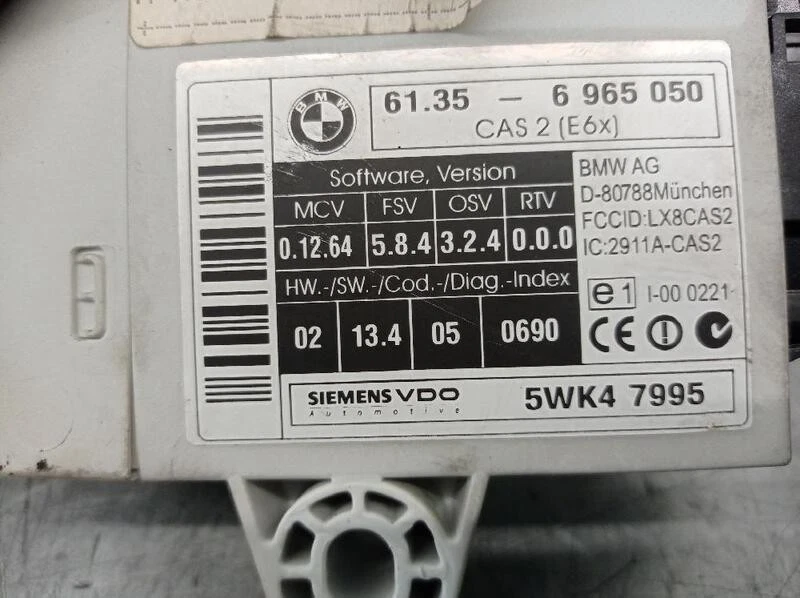 BMW
61.35 - 6 965 050
CAS 2 (E6x)
Software, Version
MCV FSV OSV RTV
0.12.64 5.8.4 3.2.4 0.0.0
HW.-/SW.-/Cod.-/Diag.-Index
02 13.4 05 0690
BMW AG
D-80788München
FCCID:LX8CAS2
IC:2911A-CAS2
e1 I-00 0221
CE
SIEMENS VDO
Automotive
5WK4 7995